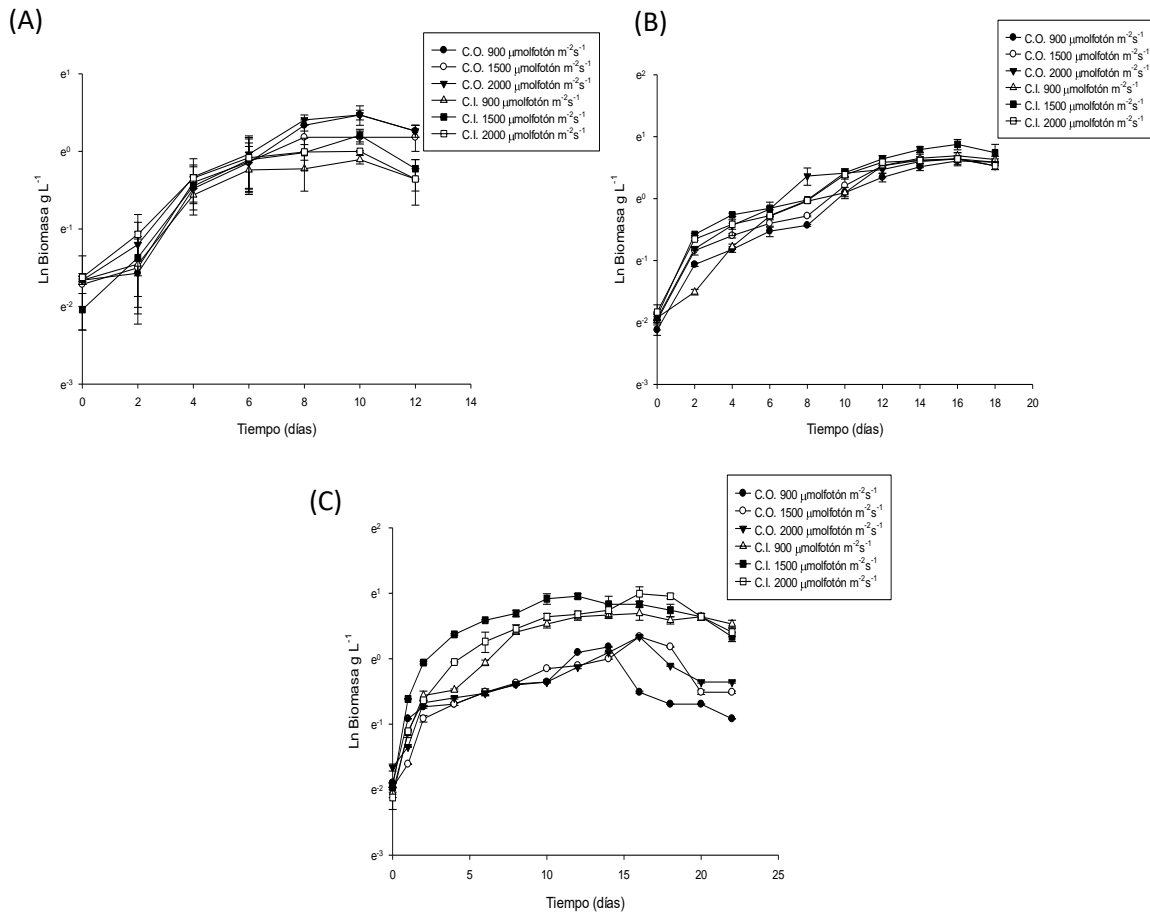 (A)
C.O. 900 μmolfotón m⁻²s⁻¹
C.O. 1500 μmolfotón m⁻²s⁻¹
C.O. 2000 μmolfotón m⁻²s⁻¹
C.I. 900 μmolfotón m⁻²s⁻¹
C.I. 1500 μmolfotón m⁻²s⁻¹
C.I. 2000 μmolfotón m⁻²s⁻¹
Ln Biomasa g L⁻¹
e¹
e⁰
e⁻¹
e⁻²
e⁻³
0 2 4 6 8 10 12 14
Tiempo (días)
(B)
C.O. 900 μmolfotón m⁻²s⁻¹
C.O. 1500 μmolfotón m⁻²s⁻¹
C.O. 2000 μmolfotón m⁻²s⁻¹
C.I. 900 μmolfotón m⁻²s⁻¹
C.I. 1500 μmolfotón m⁻²s⁻¹
C.I. 2000 μmolfotón m⁻²s⁻¹
Ln Biomasa g L⁻¹
e²
e¹
e⁰
e⁻¹
e⁻²
e⁻³
0 2 4 6 8 10 12 14 16 18 20
Tiempo (días)
(C)
C.O. 900 μmolfotón m⁻²s⁻¹
C.O. 1500 μmolfotón m⁻²s⁻¹
C.O. 2000 μmolfotón m⁻²s⁻¹
C.I. 900 μmolfotón m⁻²s⁻¹
C.I. 1500 μmolfotón m⁻²s⁻¹
C.I. 2000 μmolfotón m⁻²s⁻¹
Ln Biomasa g L⁻¹
e²
e¹
e⁰
e⁻¹
e⁻²
e⁻³
0 5 10 15 20 25
Tiempo (días)